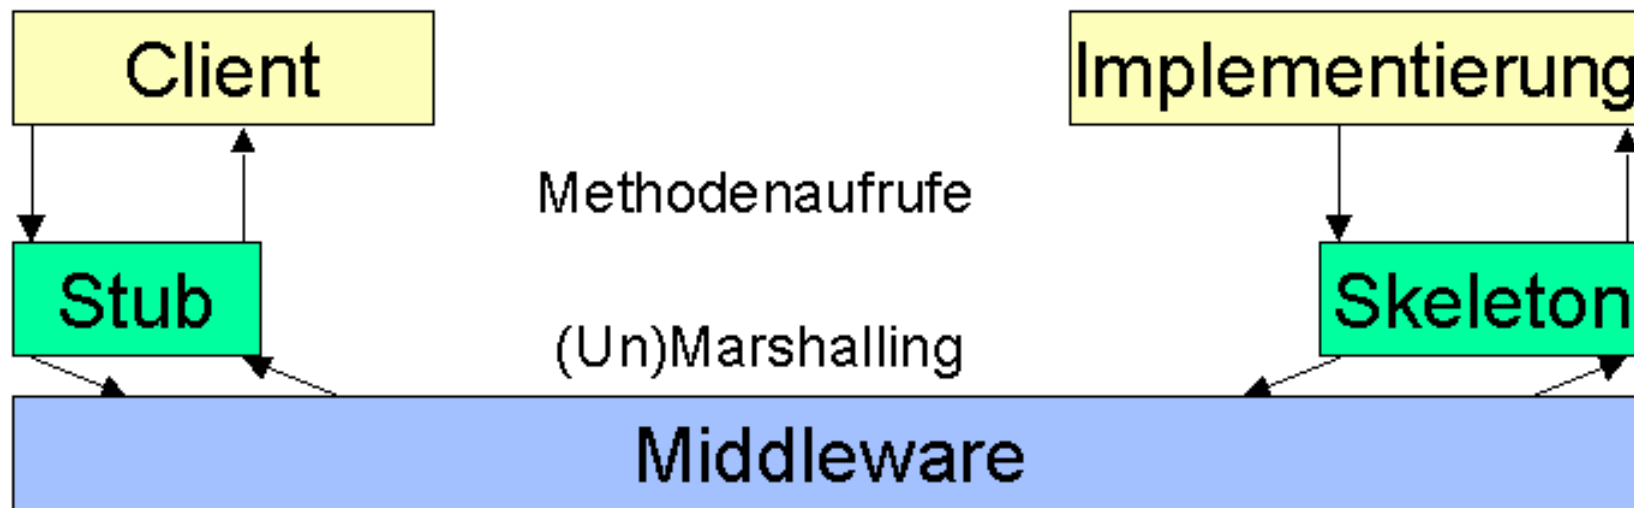 Client
Implementierung
Methodenaufrufe
Stub
Skeleton
(Un)Marshalling
Middleware